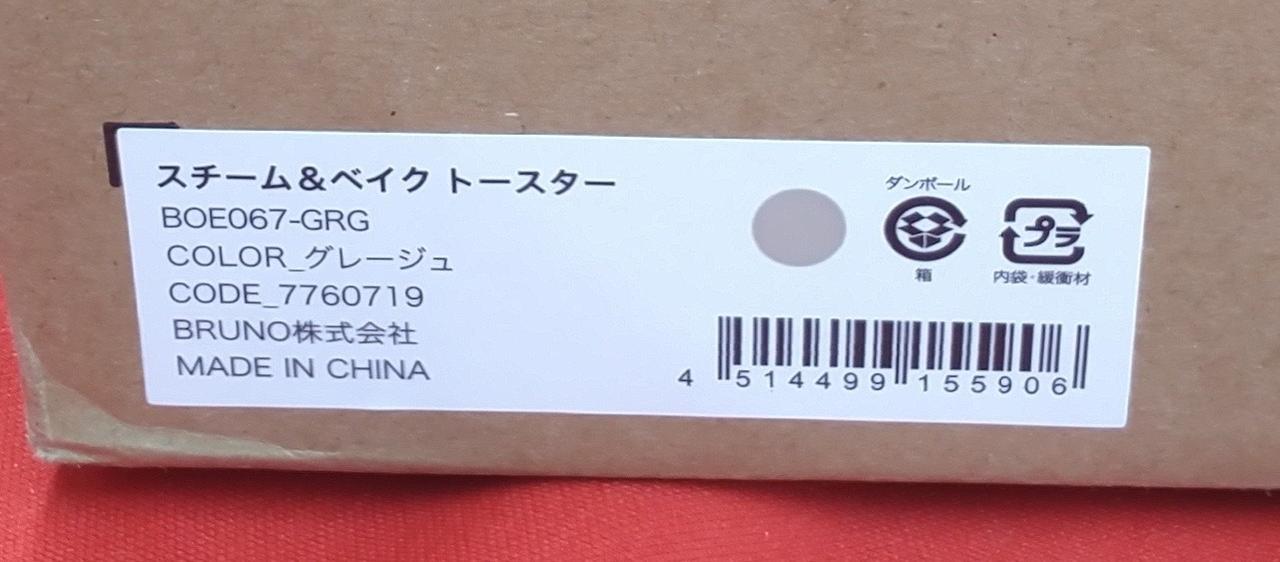 スチーム&ベイク トースター
BOE067-GRG
COLOR_グレージュ
CODE_7760719
BRUNO株式会社
MADE IN CHINA
ダンボール
箱
プラ
内袋・緩衝材
4 514499 155906